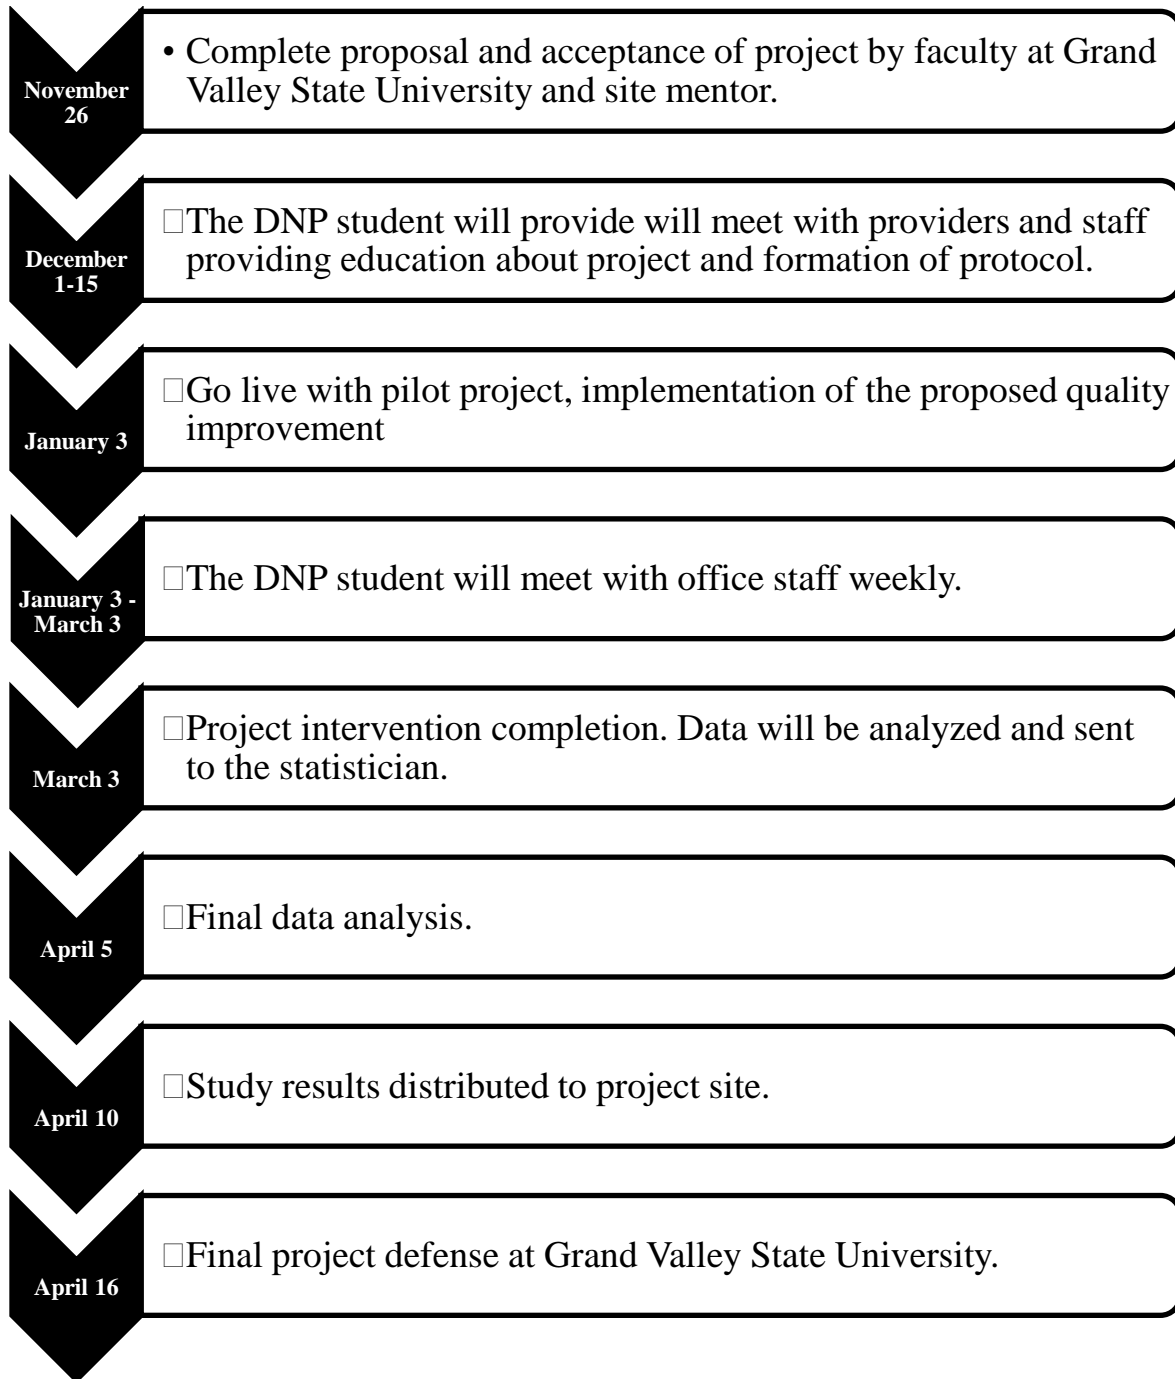 November
26
• Complete proposal and acceptance of project by faculty at Grand
Valley State University and site mentor.
December
1-15
□The DNP student will provide will meet with providers and staff
providing education about project and formation of protocol.
January 3
□Go live with pilot project, implementation of the proposed quality
improvement
January 3 -
March 3
□The DNP student will meet with office staff weekly.
March 3
□Project intervention completion. Data will be analyzed and sent
to the statistician.
April 5
□Final data analysis.
April 10
□Study results distributed to project site.
April 16
□Final project defense at Grand Valley State University.